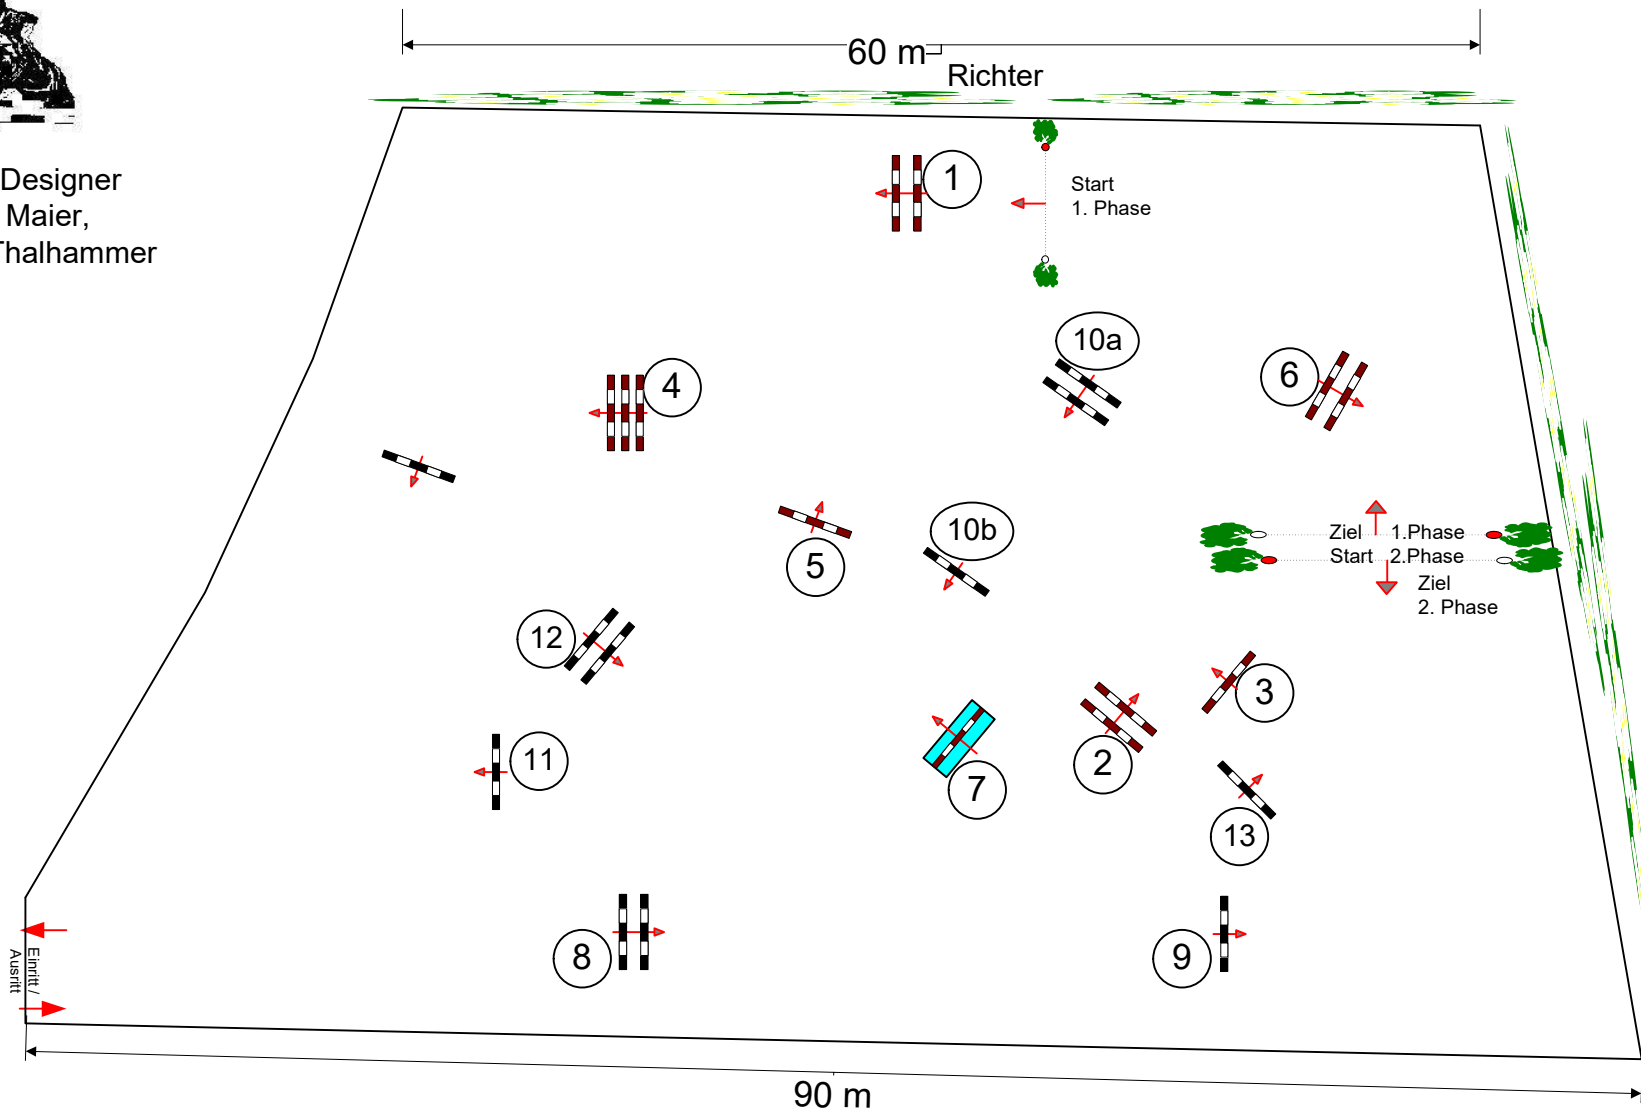 60 m
Richter
Designer
Maier,
Thalhammer
1
Start
1. Phase
10a
4
6
5
10b
Ziel 1.Phase
Start 2.Phase
Ziel
2. Phase
12
3
11
7
2
13
8
9
Einritt /
Ausritt
90 m